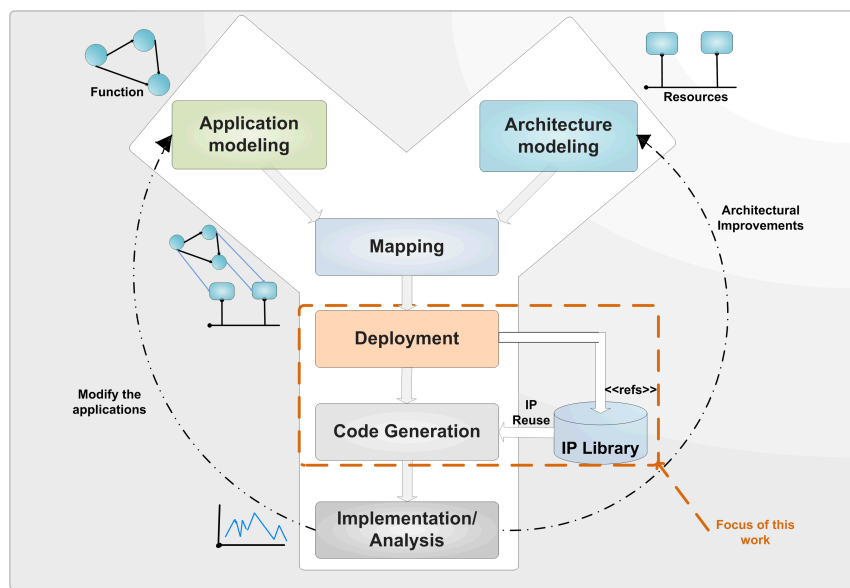 Function
Resources
Application
modeling
Architecture
modeling
Architectural
Improvements
Mapping
Deployment
<<refs>>
Modify the
applications
IP
Reuse
Code Generation
IP Library
Implementation/
Analysis
Focus of this
work